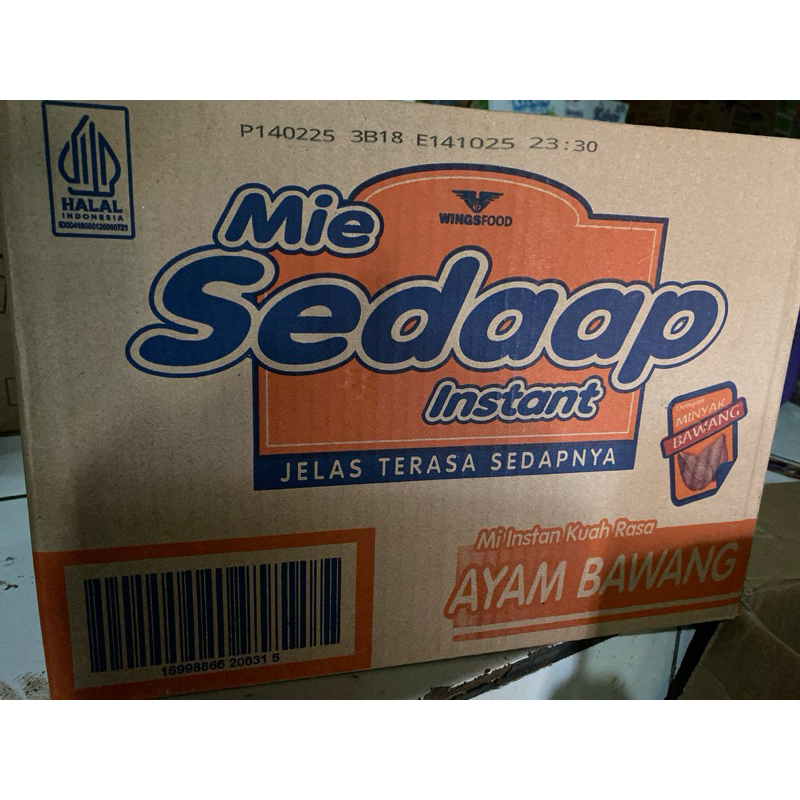 P140225 3B18 E141025 23:30
HALAL
INDONESIA
WINGSFOOD
Mie
Sedaap
Instant
JELAS TERASA SEDAPNYA
Dengan
MINYAK
BAWANG
Mi Instan Kuah Rasa
AYAM BAWANG
18998866 20031 5